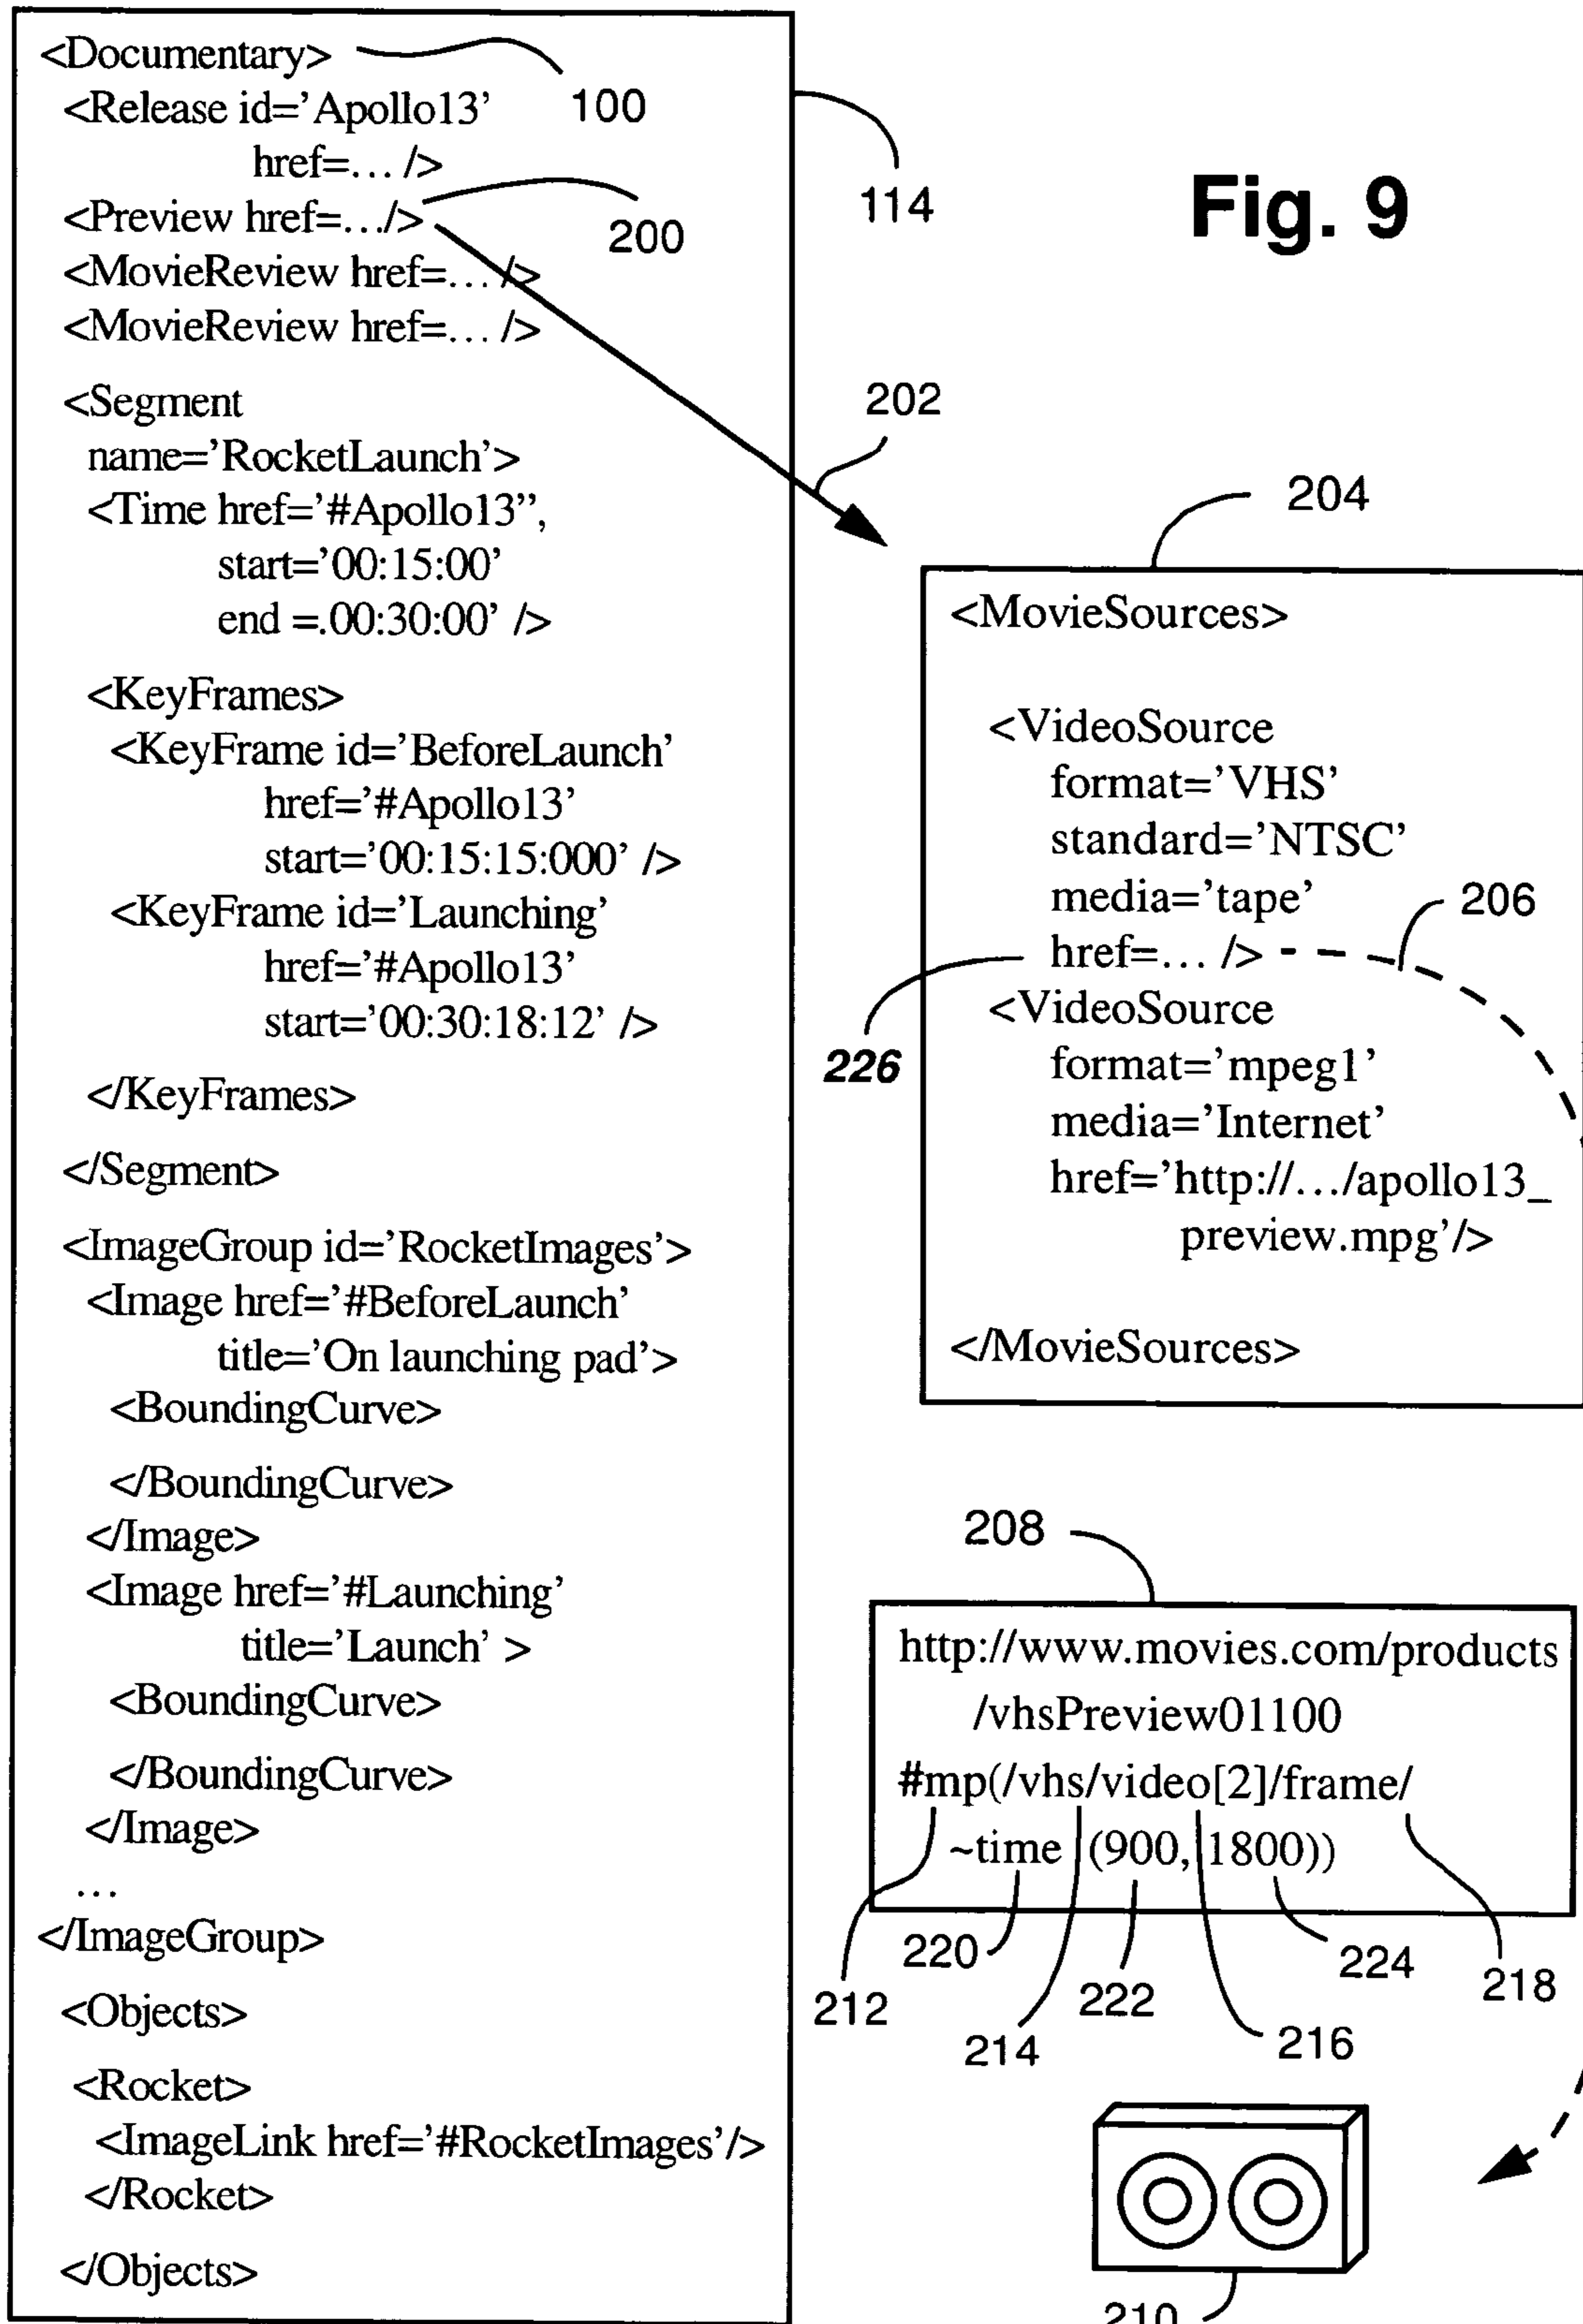 <Documentary>
100
<Release id=’Apollo13’
href=... />
<Preview href=.../>
200
<MovieReview href=... />
<MovieReview href=... />
<Segment
name=’RocketLaunch’>
<Time href=’#Apollo13’’,
start=’00:15:00’
end =.00:30:00’ />
<KeyFrames>
<KeyFrame id=’BeforeLaunch’
href=’#Apollo13’
start=’00:15:15:000’ />
<KeyFrame id=’Launching’
href=’#Apollo13’
start=’00:30:18:12’ />
</KeyFrames>
</Segment>
<ImageGroup id=’RocketImages’>
<Image href=’#BeforeLaunch’
title=’On launching pad’>
<BoundingCurve>
</BoundingCurve>
</Image>
<Image href=’#Launching’
title=’Launch’ >
<BoundingCurve>
</BoundingCurve>
</Image>
...
</ImageGroup>
<Objects>
<Rocket>
<ImageLink href=’#RocketImages’/>
</Rocket>
</Objects>
114
Fig. 9
202
204
<MovieSources>
<VideoSource
format=’VHS’
standard=’NTSC’
media=’tape’
206
href=... />
226
<VideoSource
format=’mpeg1’
media=’Internet’
href=’http://.../apollo13_
preview.mpg’/>
</MovieSources>
208
http://www.movies.com/products
/vhsPreview01100
#mp(/vhs/video[2]/frame/
~time (900, 1800))
220
224
218
212
222
214
216
210